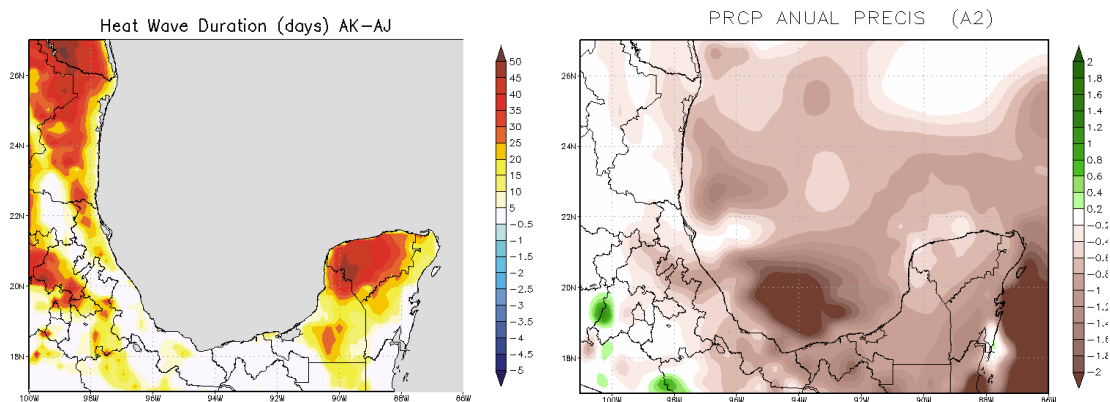 Heat Wave Duration (days) AK-AJ
26N
24N
22N
20N
18N
100W
98W
96W
94W
92W
90W
88W
86W
50
45
40
35
30
25
20
15
10
5
-0.5
-1
-1.5
-2
-2.5
-3
-3.5
-4
-4.5
-5
PRCP ANUAL PRECIS (A2)
26N
24N
22N
20N
18N
100W
98W
96W
94W
92W
90W
88W
86W
2
1.8
1.6
1.4
1.2
1
0.8
0.6
0.4
0.2
-0.2
-0.4
-0.6
-0.8
-1
-1.2
-1.4
-1.6
-1.8
-2